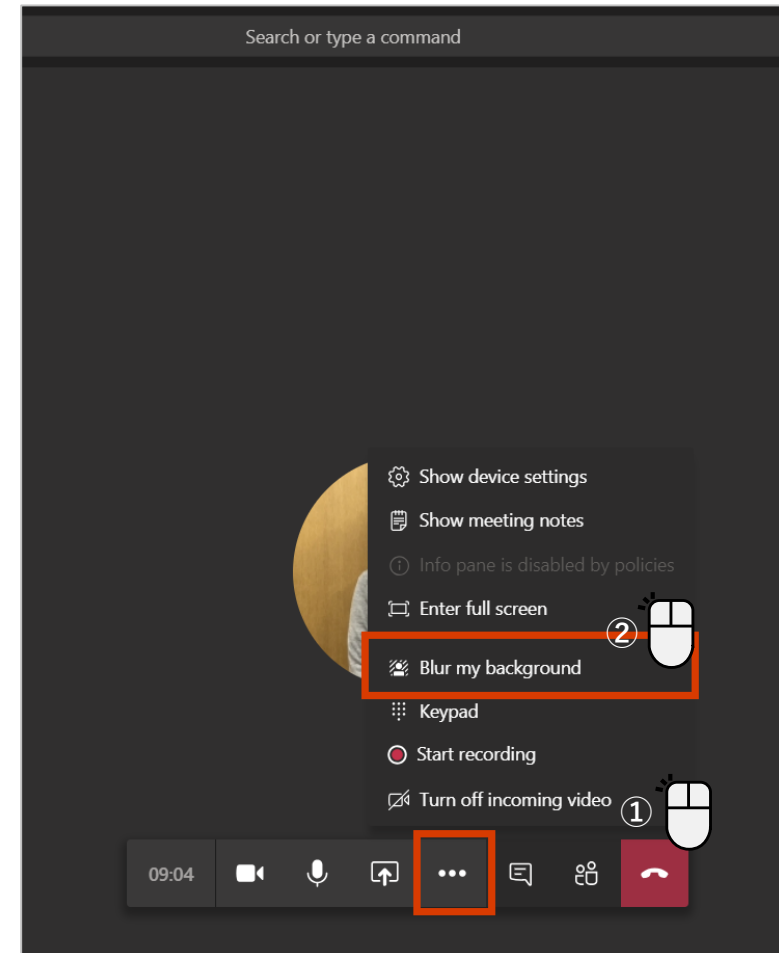 Search or type a command
Show device settings
Show meeting notes
Info pane is disabled by policies
Enter full screen
②
Blur my background
Keypad
Start recording
Turn off incoming video
①
09:04